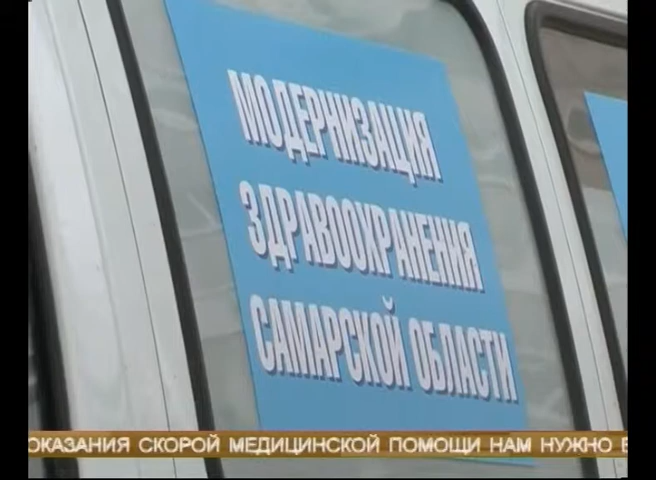 МОДЕРНИЗАЦИЯ
ЗДРАВООХРАНЕНИЯ
САМАРСКОЙ ОБЛАСТИ
ОКАЗАНИЯ СКОРОЙ МЕДИЦИНСКОЙ ПОМОЩИ НАМ НУЖНО